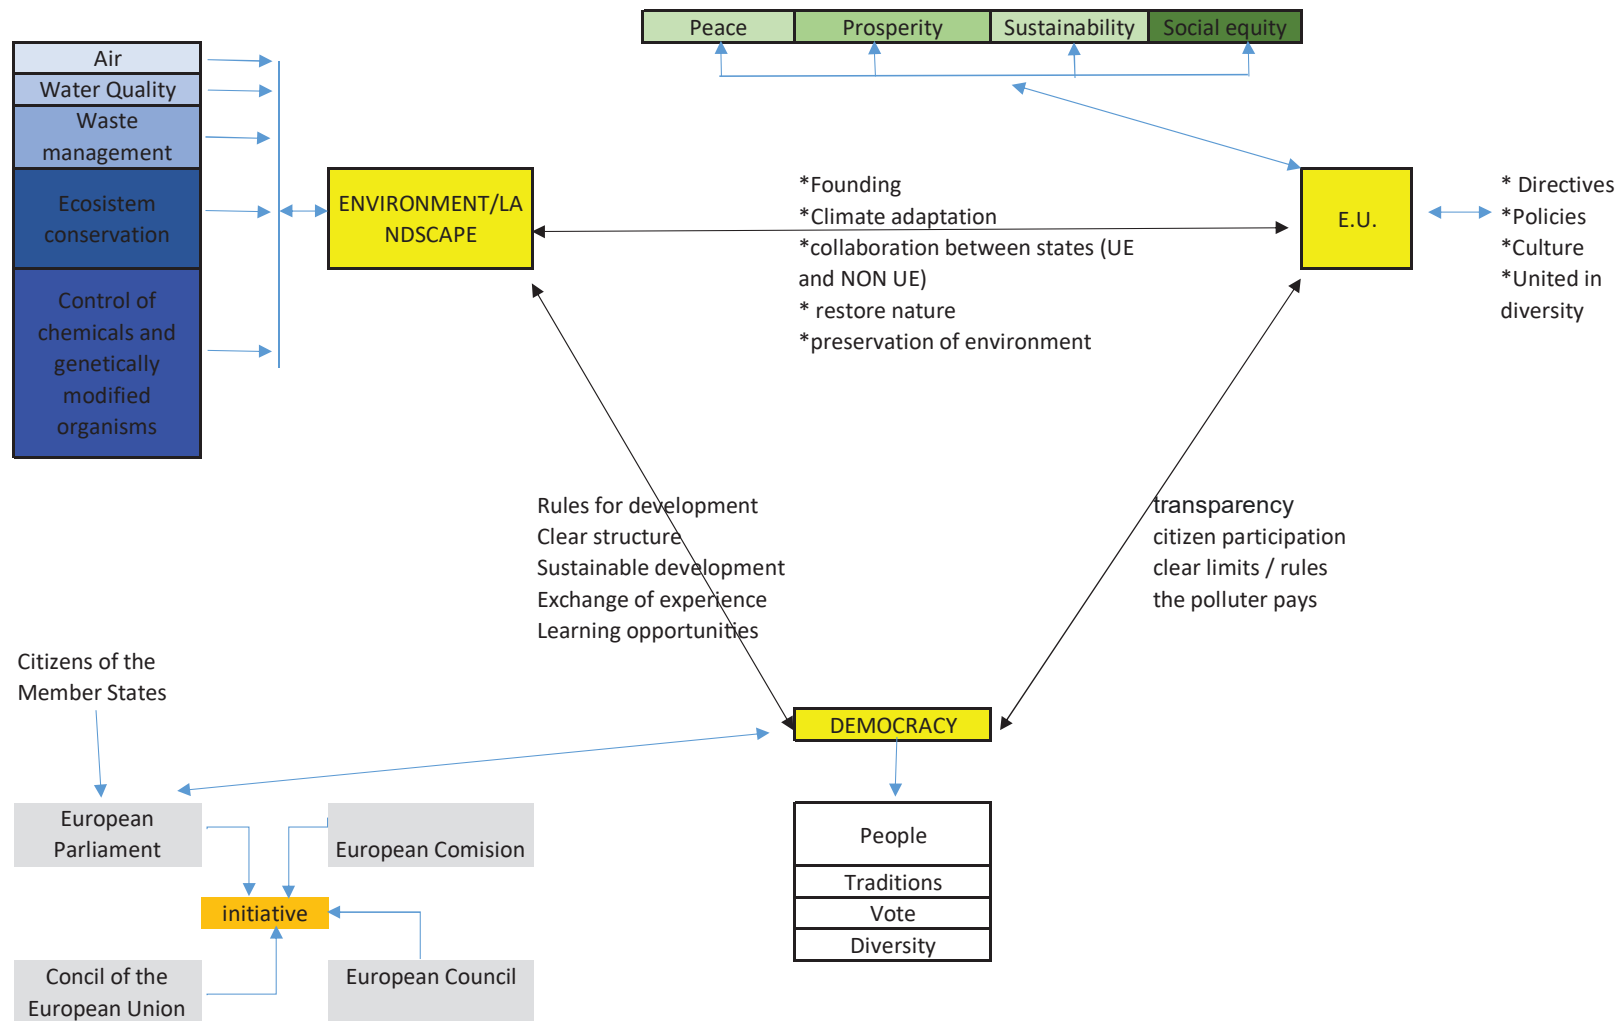 Peace
Prosperity
Sustainability
Social equity
Air
Water Quality
Waste
management
Ecosistem
conservation
Control of
chemicals and
genetically
modified
organisms
ENVIRONMENT/LA
NDSCAPE
*Founding
*Climate adaptation
*collaboration between states (UE
and NON UE)
* restore nature
*preservation of environment
E.U.
* Directives
*Policies
*Culture
*United in
diversity
Rules for development
Clear structure
Sustainable development
Exchange of experience
Learning opportunities
transparency
citizen participation
clear limits / rules
the polluter pays
Citizens of the
Member States
DEMOCRACY
European
Parliament
European Comision
initiative
Concil of the
European Union
European Council
People
Traditions
Vote
Diversity